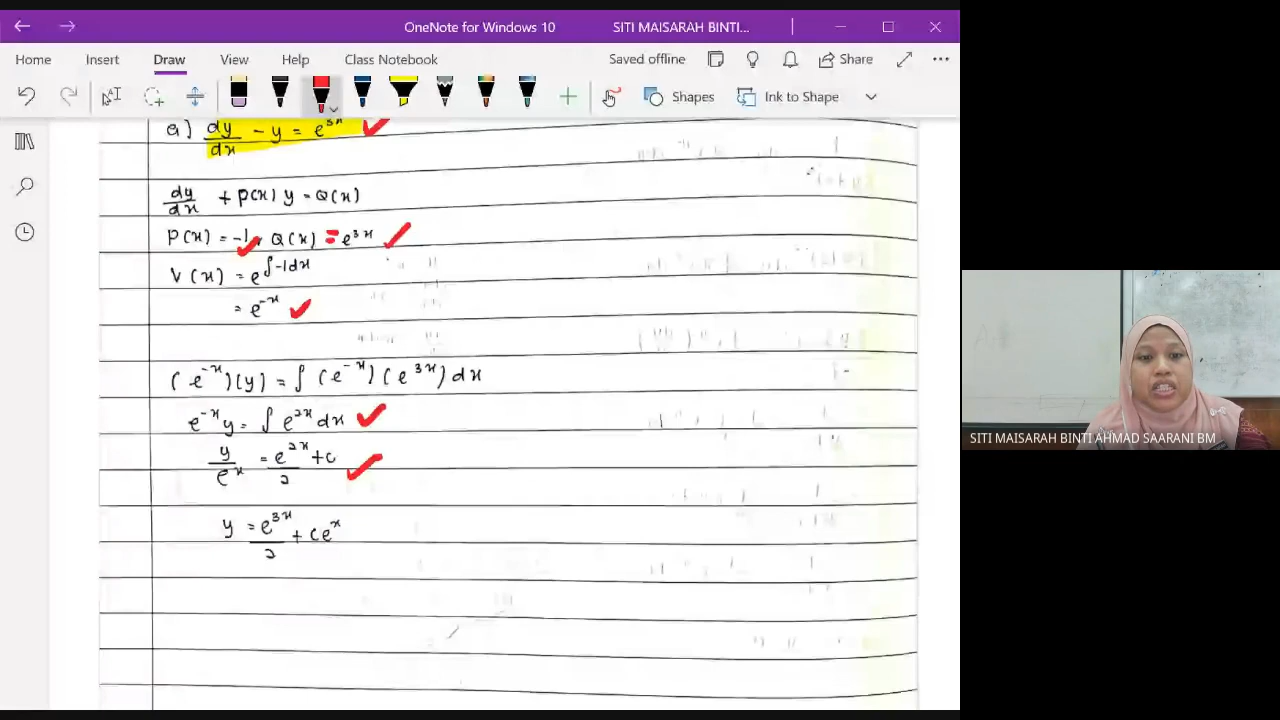 OneNote for Windows 10
SITI MAISARAH BINTI...
Home Insert Draw View Help Class Notebook Saved offline Share
Shapes Ink to Shape
a) dy/dx - y = e^3x
dy/dx + P(x) y = Q(x)
P(x) = -1, Q(x) = e^3x
V(x) = e^∫-1dx
= e^-x
(e^-x)(y) = ∫ (e^-x)(e^3x) dx
e^-x y = ∫ e^2x dx
y/e^x = e^2x/2 + c
y = e^3x/2 + ce^x
SITI MAISARAH BINTI AHMAD SAARANI BM